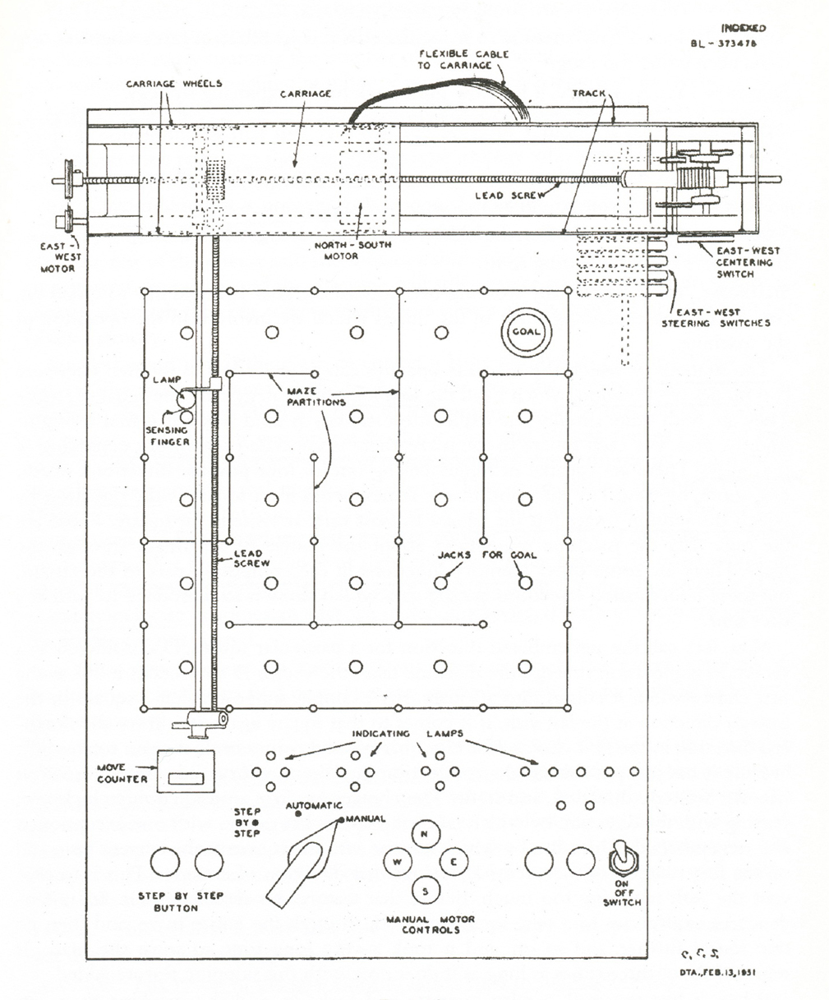 INDEXED
BL - 373476
FLEXIBLE CABLE
TO CARRIAGE
CARRIAGE WHEELS
CARRIAGE
TRACK
LEAD SCREW
EAST -
WEST
MOTOR
NORTH - SOUTH
MOTOR
EAST - WEST
CENTERING
SWITCH
EAST - WEST
STEERING SWITCHES
GOAL
LAMP
MAZE
PARTITIONS
SENSING
FINGER
LEAD
SCREW
JACKS FOR GOAL
INDICATING LAMPS
MOVE
COUNTER
STEP
BY
STEP
AUTOMATIC
MANUAL
N
W
E
S
STEP BY STEP
BUTTON
MANUAL MOTOR
CONTROLS
ON
OFF
SWITCH
C. E. S.
DTA., FEB. 13, 1951